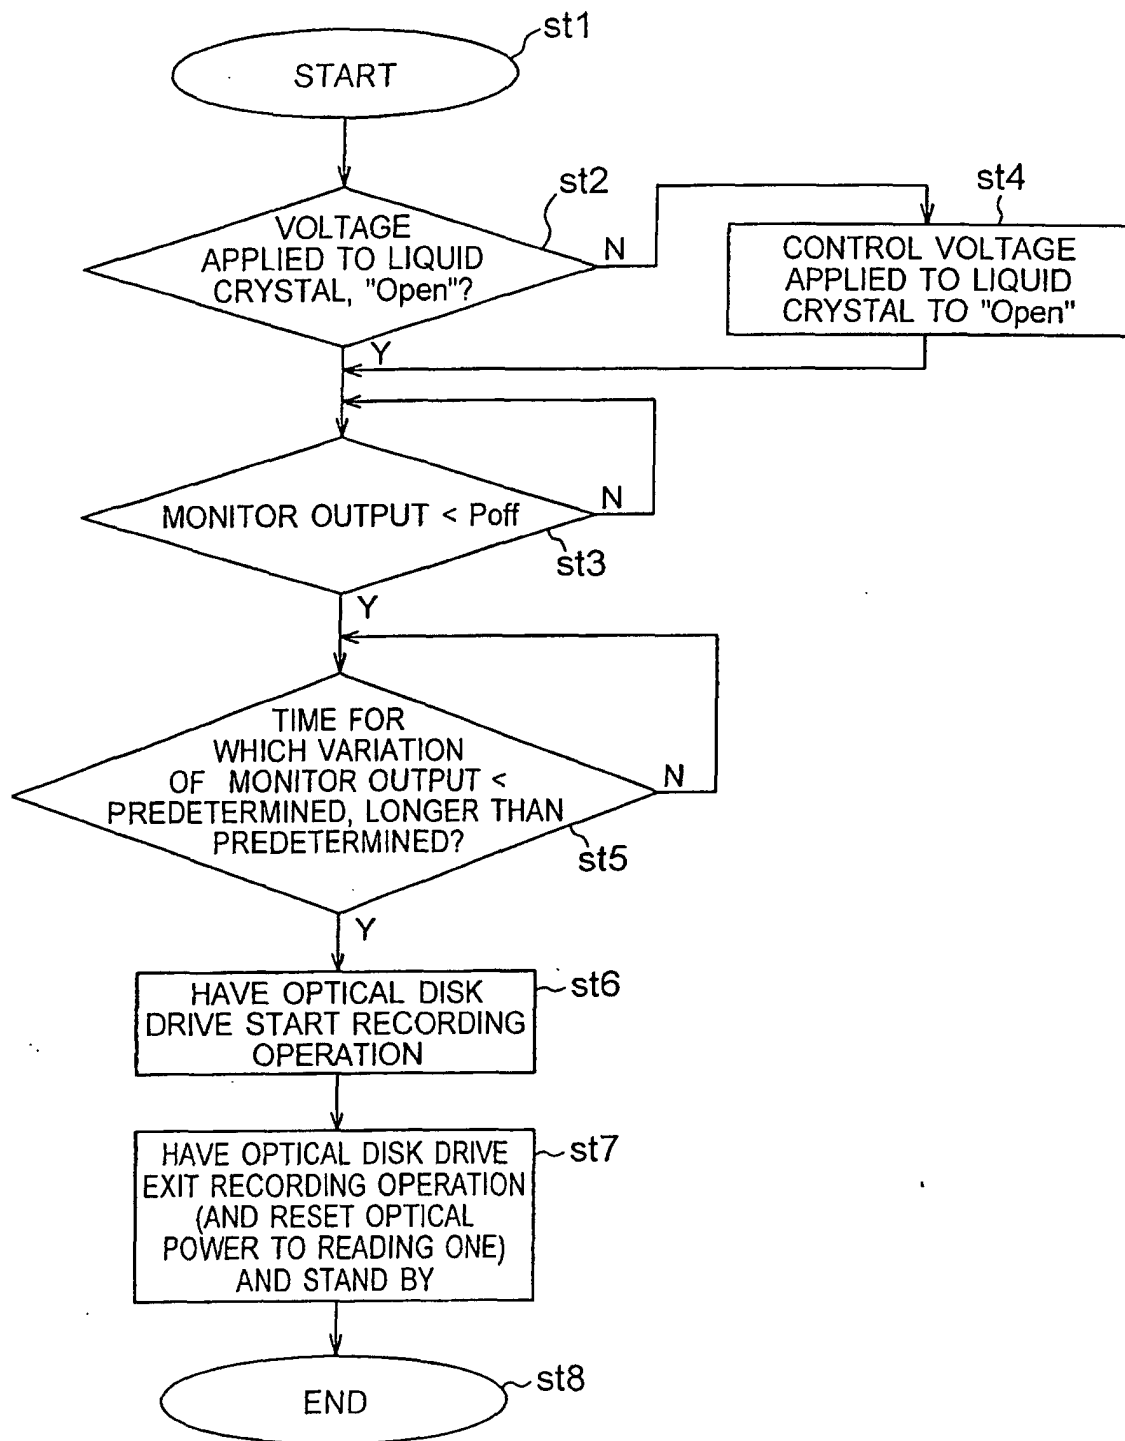 st1
START
st2
VOLTAGE
APPLIED TO LIQUID
CRYSTAL, "Open"?
N
Y
st4
CONTROL VOLTAGE
APPLIED TO LIQUID
CRYSTAL TO "Open"
MONITOR OUTPUT < Poff
N
st3
Y
TIME FOR
WHICH VARIATION
OF MONITOR OUTPUT <
PREDETERMINED, LONGER THAN
PREDETERMINED?
N
st5
Y
HAVE OPTICAL DISK
DRIVE START RECORDING
OPERATION
st6
HAVE OPTICAL DISK DRIVE
EXIT RECORDING OPERATION
(AND RESET OPTICAL
POWER TO READING ONE)
AND STAND BY
st7
END
st8